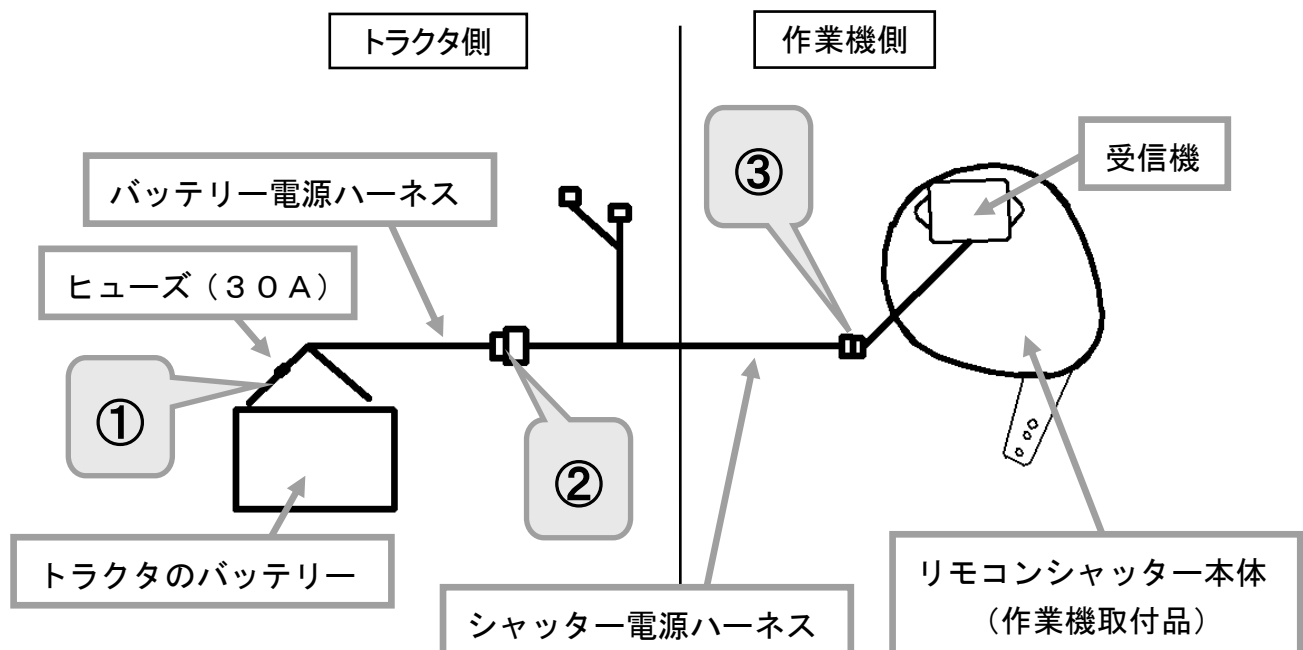 トラクタ側
作業機側
③
受信機
バッテリー電源ハーネス
ヒューズ（３０Ａ）
①
②
トラクタのバッテリー
シャッター電源ハーネス
リモコンシャッター本体
（作業機取付品）